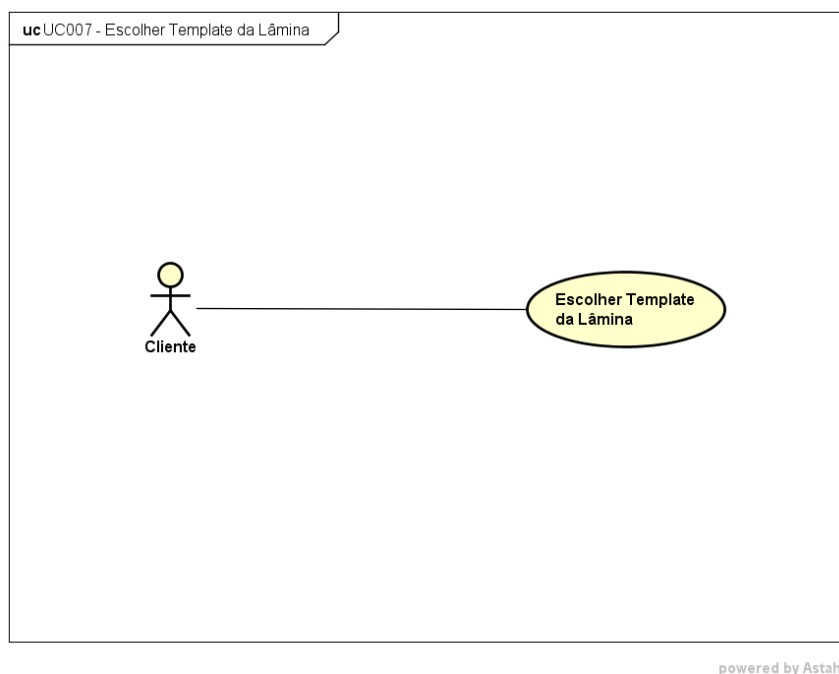 uc UC007 - Escolher Template da Lâmina
Escolher Template
da Lâmina
Cliente
powered by Astah